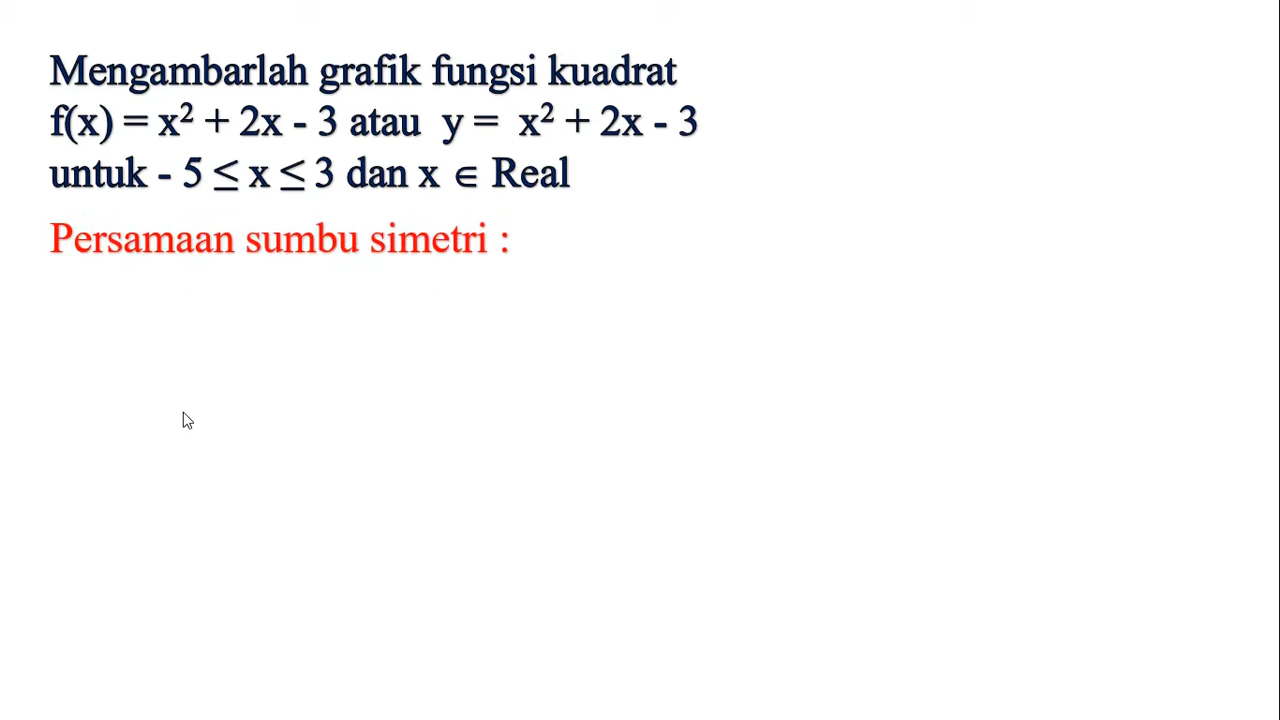 Mengambarlah grafik fungsi kuadrat
f(x) = x² + 2x - 3 atau y = x² + 2x - 3
untuk - 5 ≤ x ≤ 3 dan x ∈ Real
Persamaan sumbu simetri :